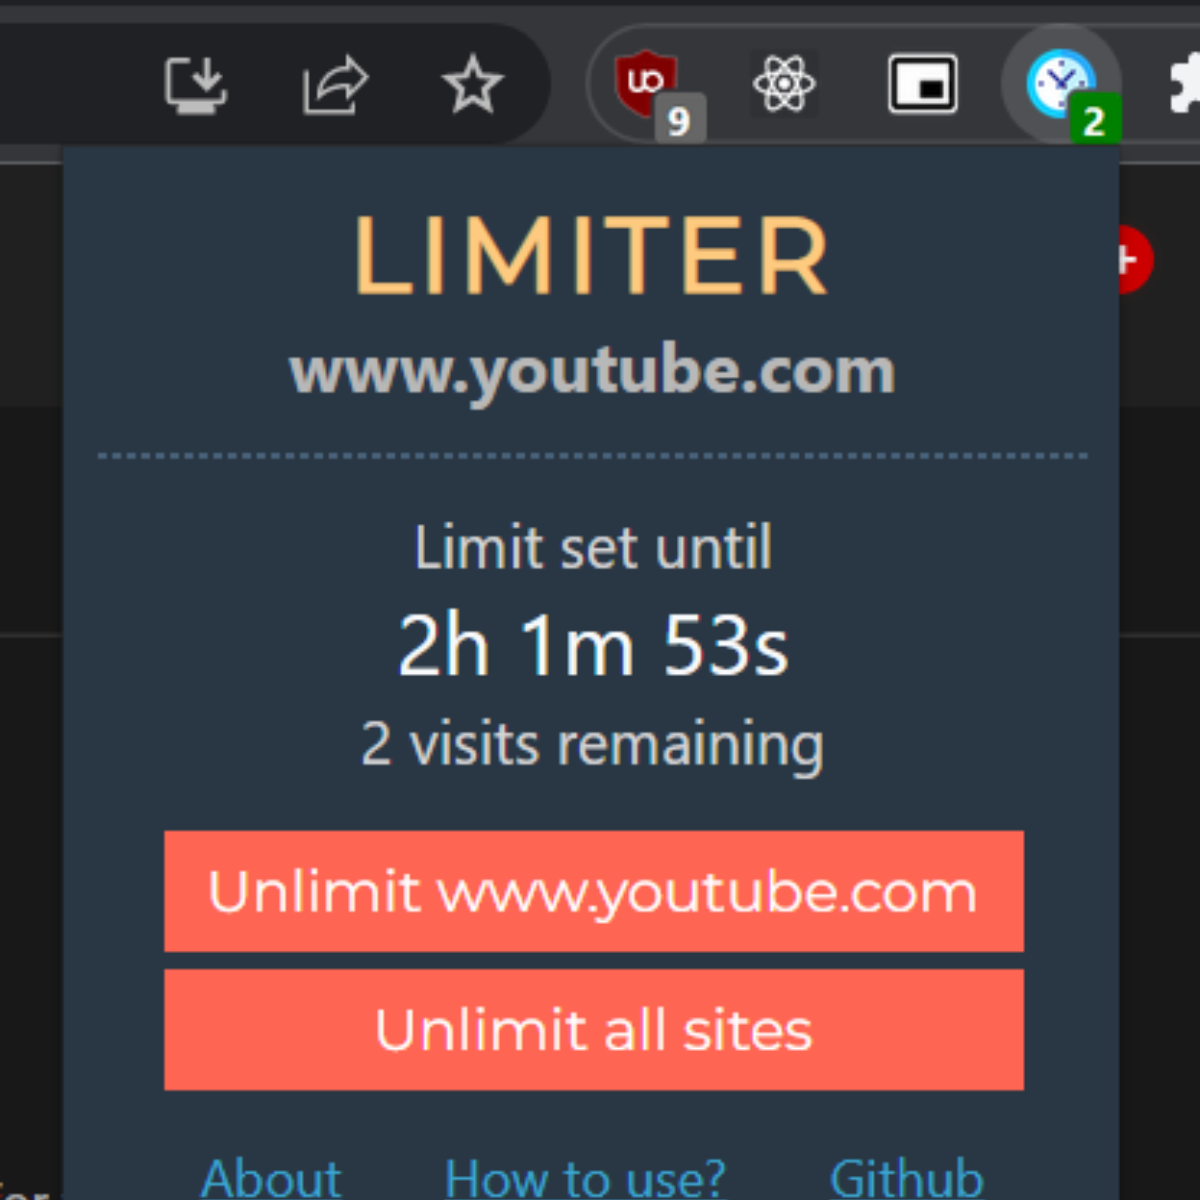 uO
9
2
LIMITER
www.youtube.com
Limit set until
2h 1m 53s
2 visits remaining
Unlimit www.youtube.com
Unlimit all sites
About How to use? Github